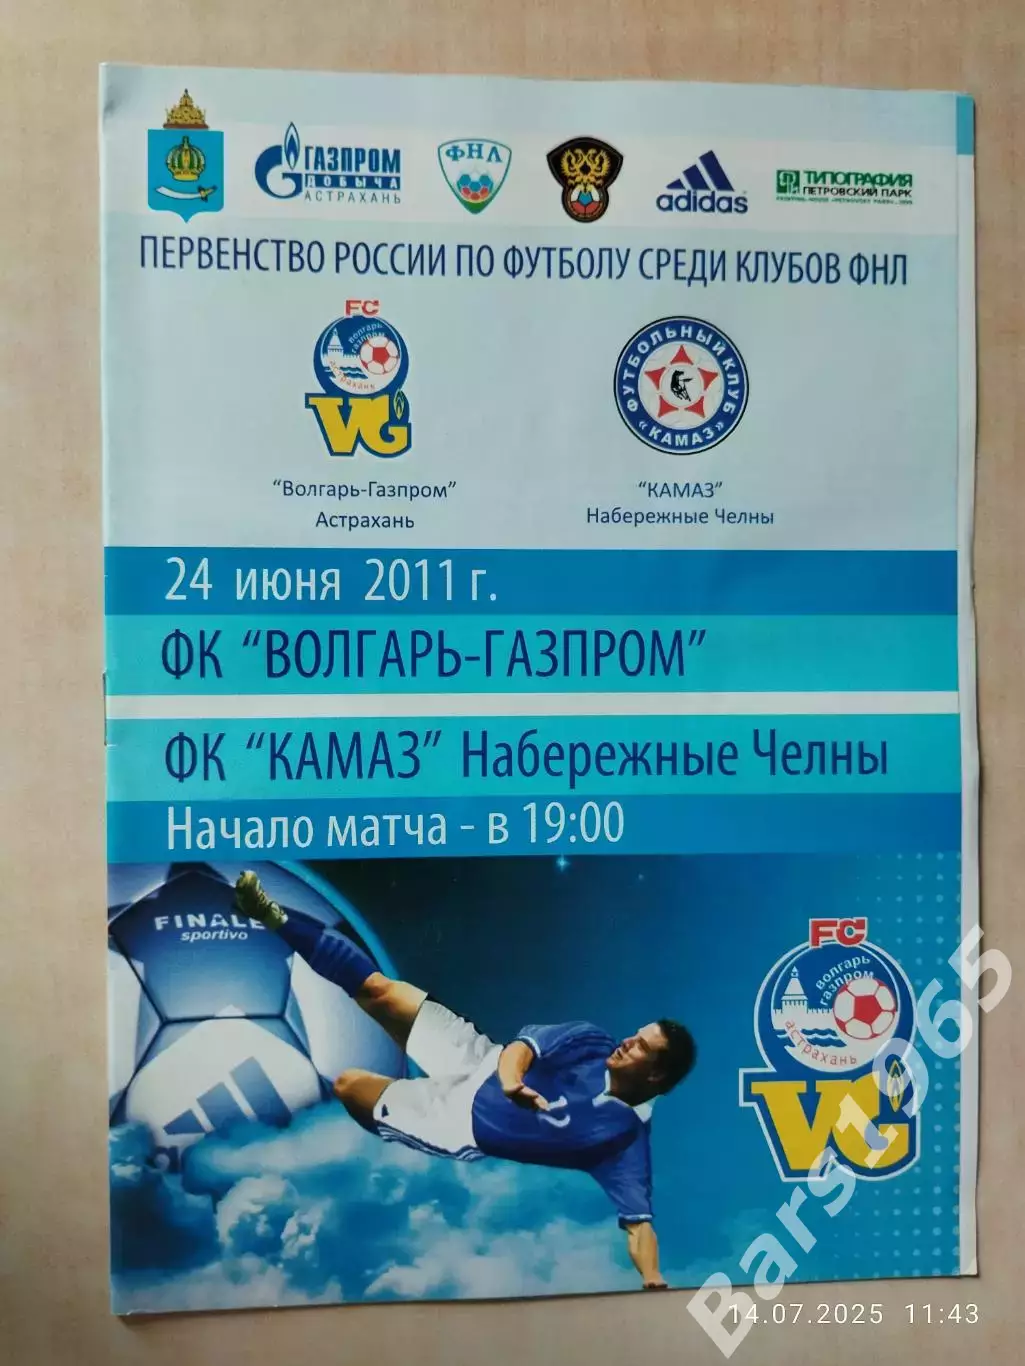 ГАЗПРОМ
ДОБЫЧА
АСТРАХАНЬ
ФНЛ
adidas
ТИПОГРАФИЯ
ПЕТРОВСКИЙ ПАРК
ПЕРВЕНСТВО РОССИИ ПО ФУТБОЛУ СРЕДИ КЛУБОВ ФНЛ
FC
волгарь
газпром
астрахань
VG
ФУТБОЛЬНЫЙ КЛУБ
«КАМАЗ»
“Волгарь-Газпром”
Астрахань
“КАМАЗ”
Набережные Челны
24 июня 2011 г.
ФК “ВОЛГАРЬ-ГАЗПРОМ”
ФК “КАМАЗ” Набережные Челны
Начало матча - в 19:00
FINALE
sportivo
12
FC
волгарь
газпром
астрахань
VG
Bars1965
14.07.2025 11:43